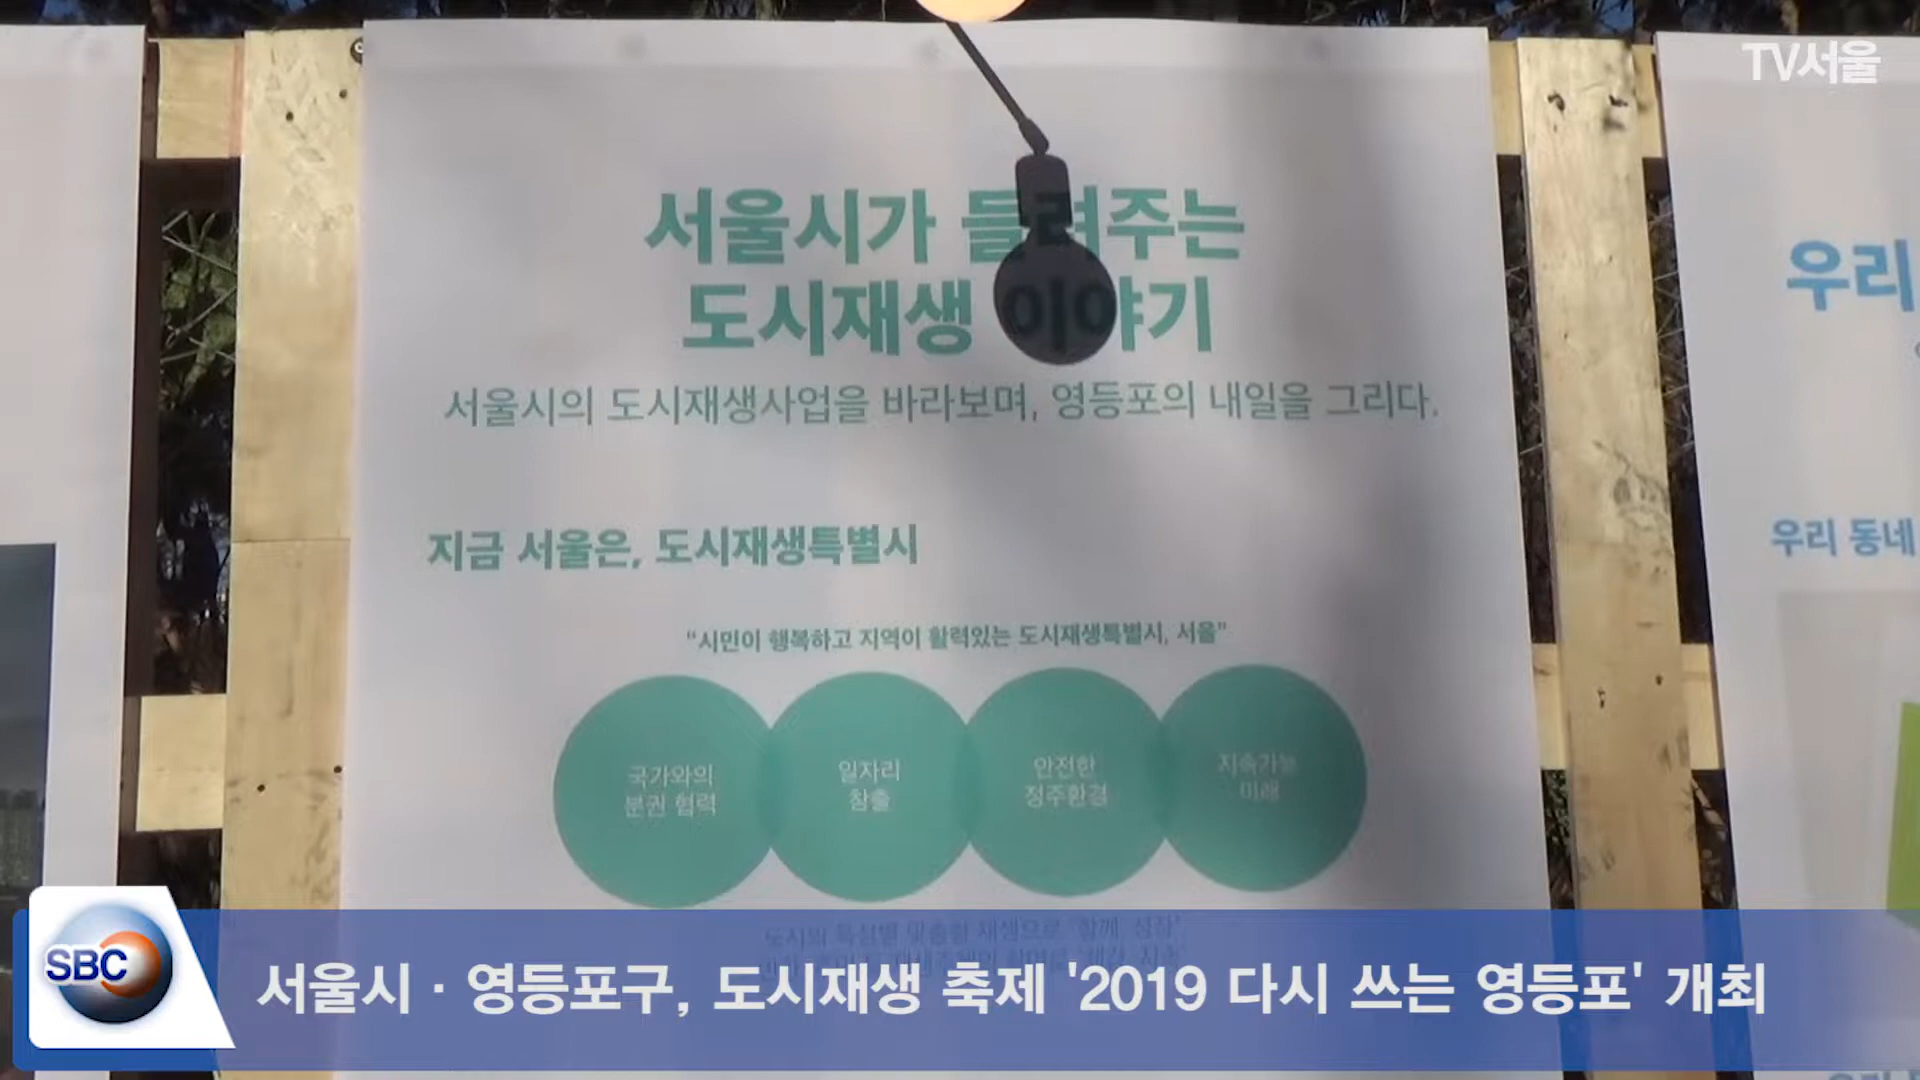 TV서울
서울시가 들려주는
도시재생 이야기
서울시의 도시재생사업을 바라보며, 영등포의 내일을 그리다.
지금 서울은, 도시재생특별시
“시민이 행복하고 지역이 활력있는 도시재생특별시, 서울”
국가와의
분권 협력
일자리
창출
안전한
정주환경
지속가능
미래
우리
우리 동네
SBC
서울시 · 영등포구, 도시재생 축제 '2019 다시 쓰는 영등포' 개최